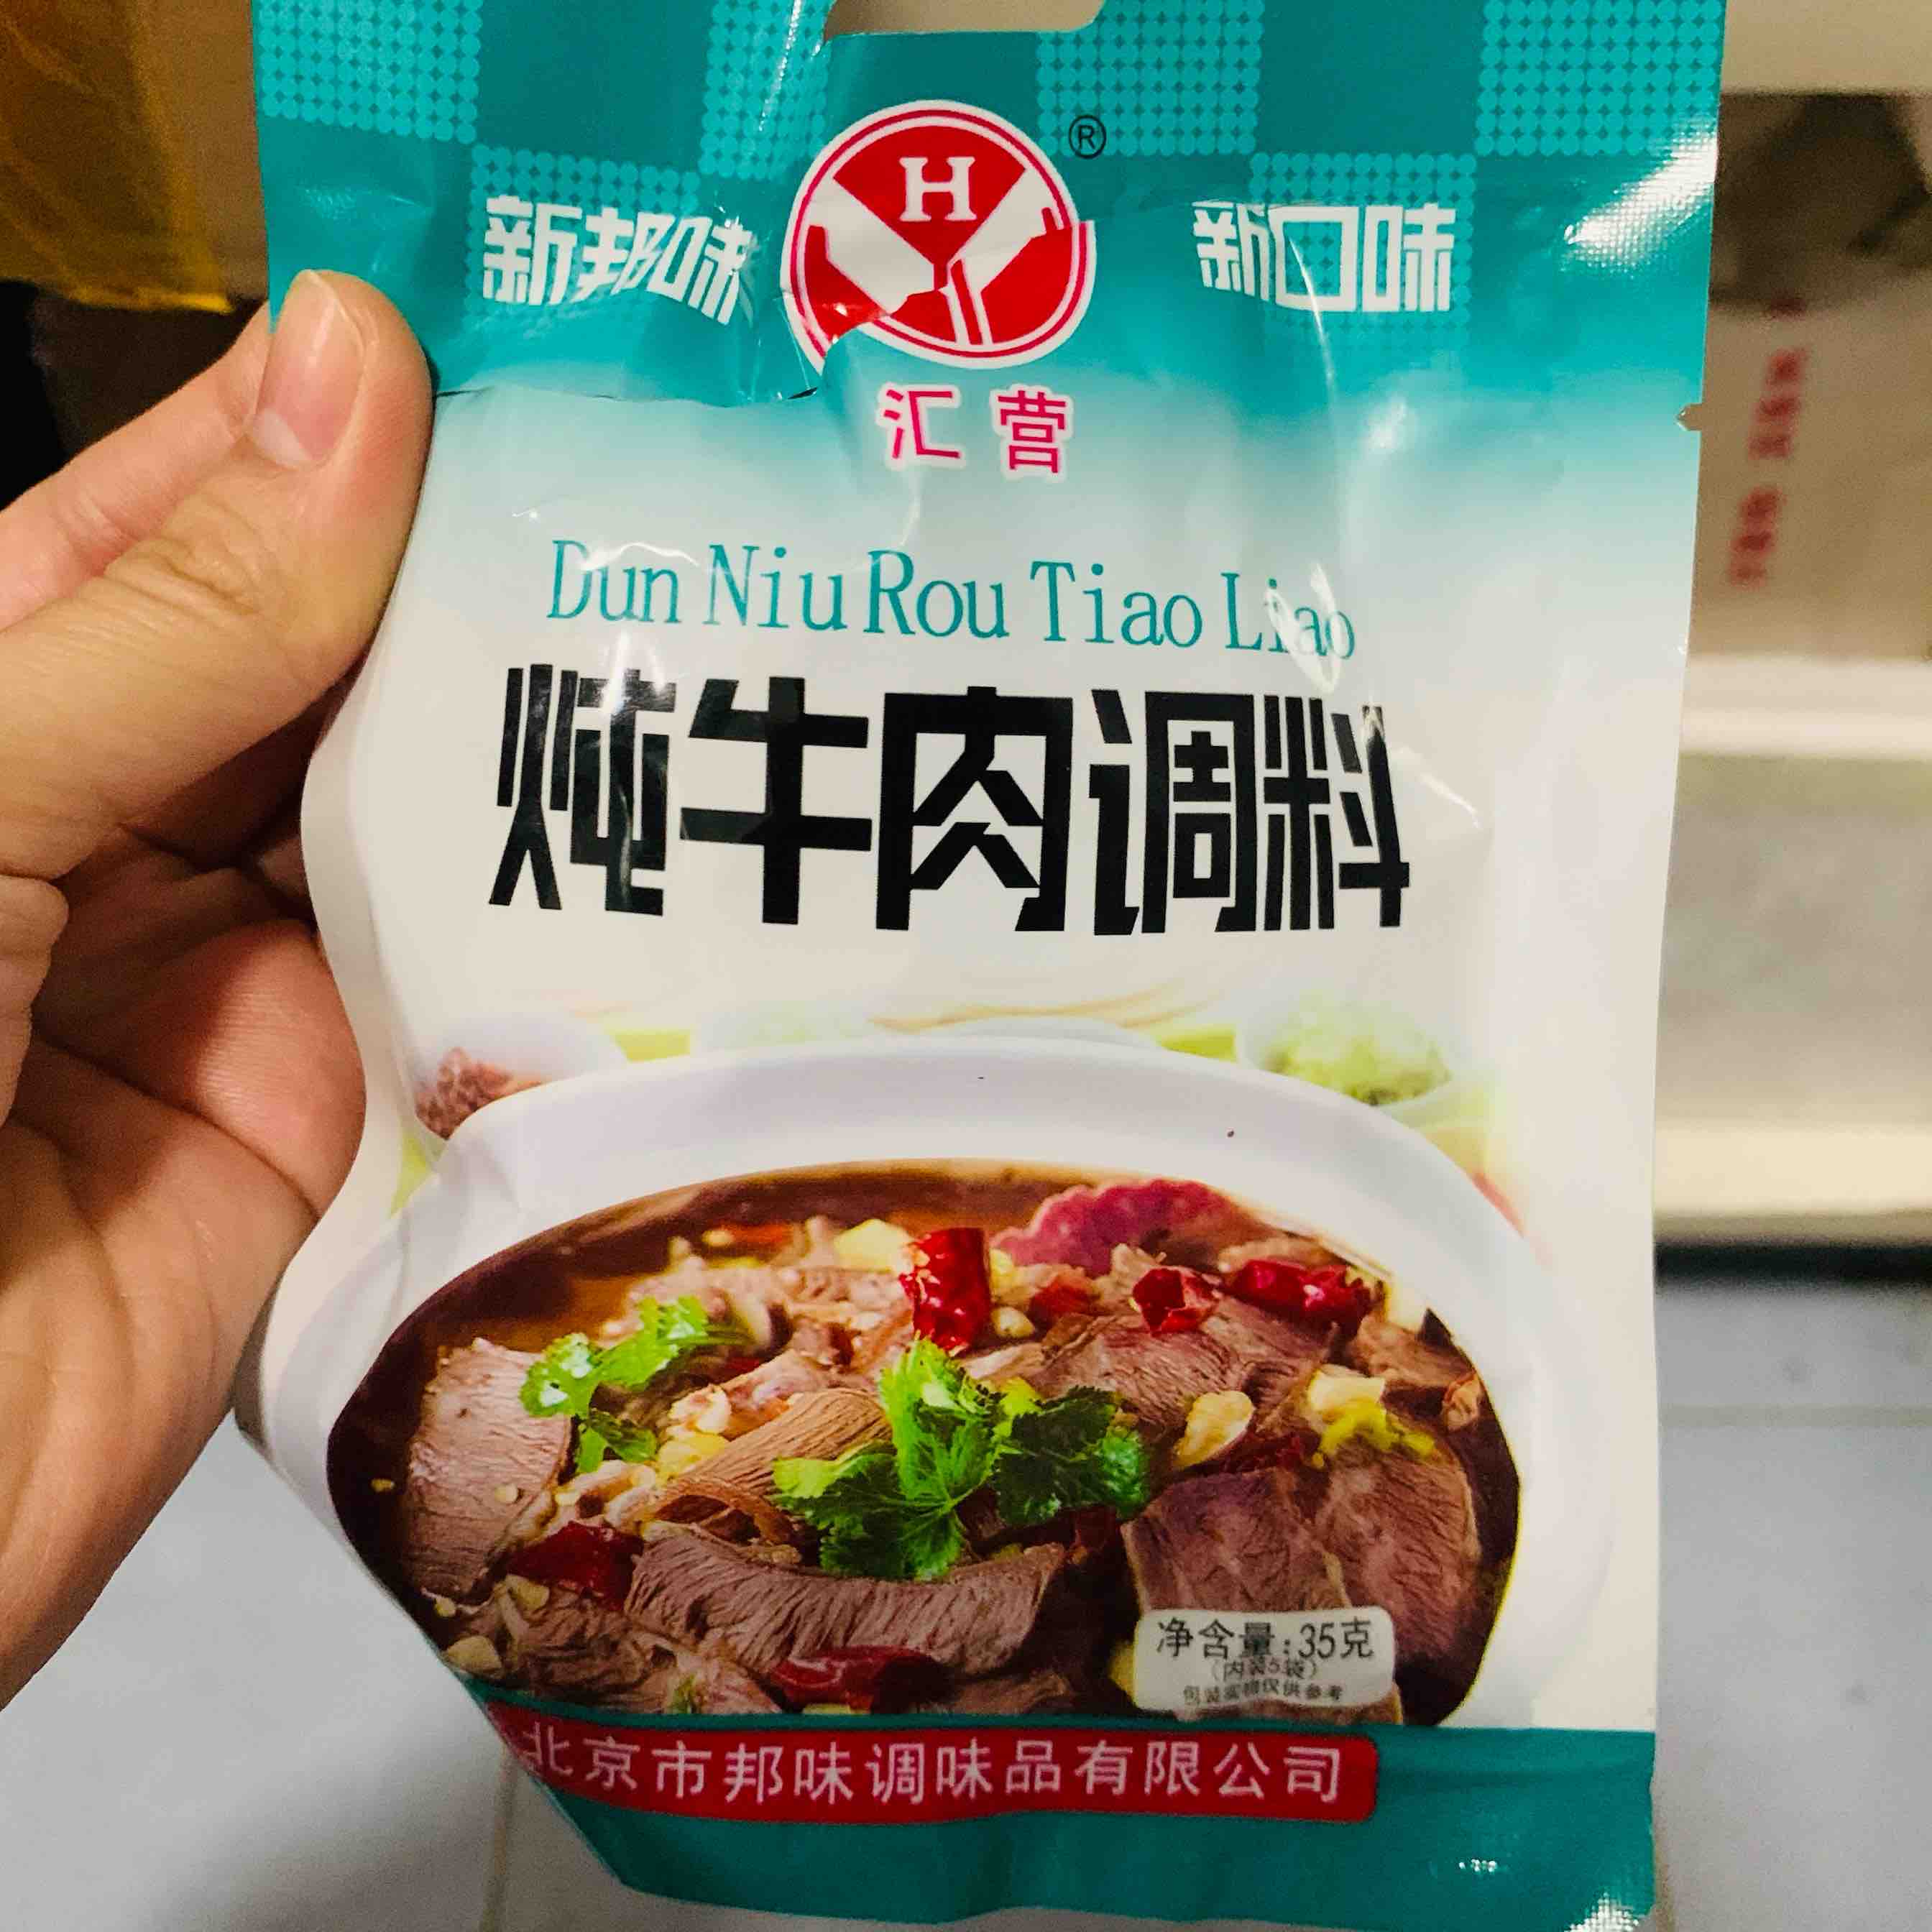 H
®
新邦味
新口味
汇营
Dun Niu Rou Tiao Liao
炖牛肉调料
净含量:35克
(内装5袋)
包装实物仅供参考
北京市邦味调味品有限公司